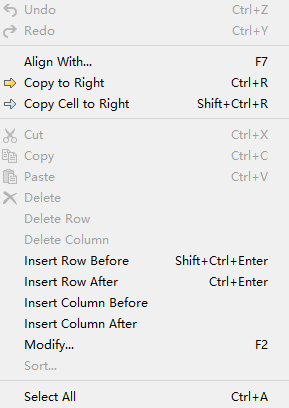 Undo Ctrl+Z
Redo Ctrl+Y
Align With... F7
Copy to Right Ctrl+R
Copy Cell to Right Shift+Ctrl+R
Cut Ctrl+X
Copy Ctrl+C
Paste Ctrl+V
Delete
Delete Row
Delete Column
Insert Row Before Shift+Ctrl+Enter
Insert Row After Ctrl+Enter
Insert Column Before
Insert Column After
Modify... F2
Sort...
Select All Ctrl+A